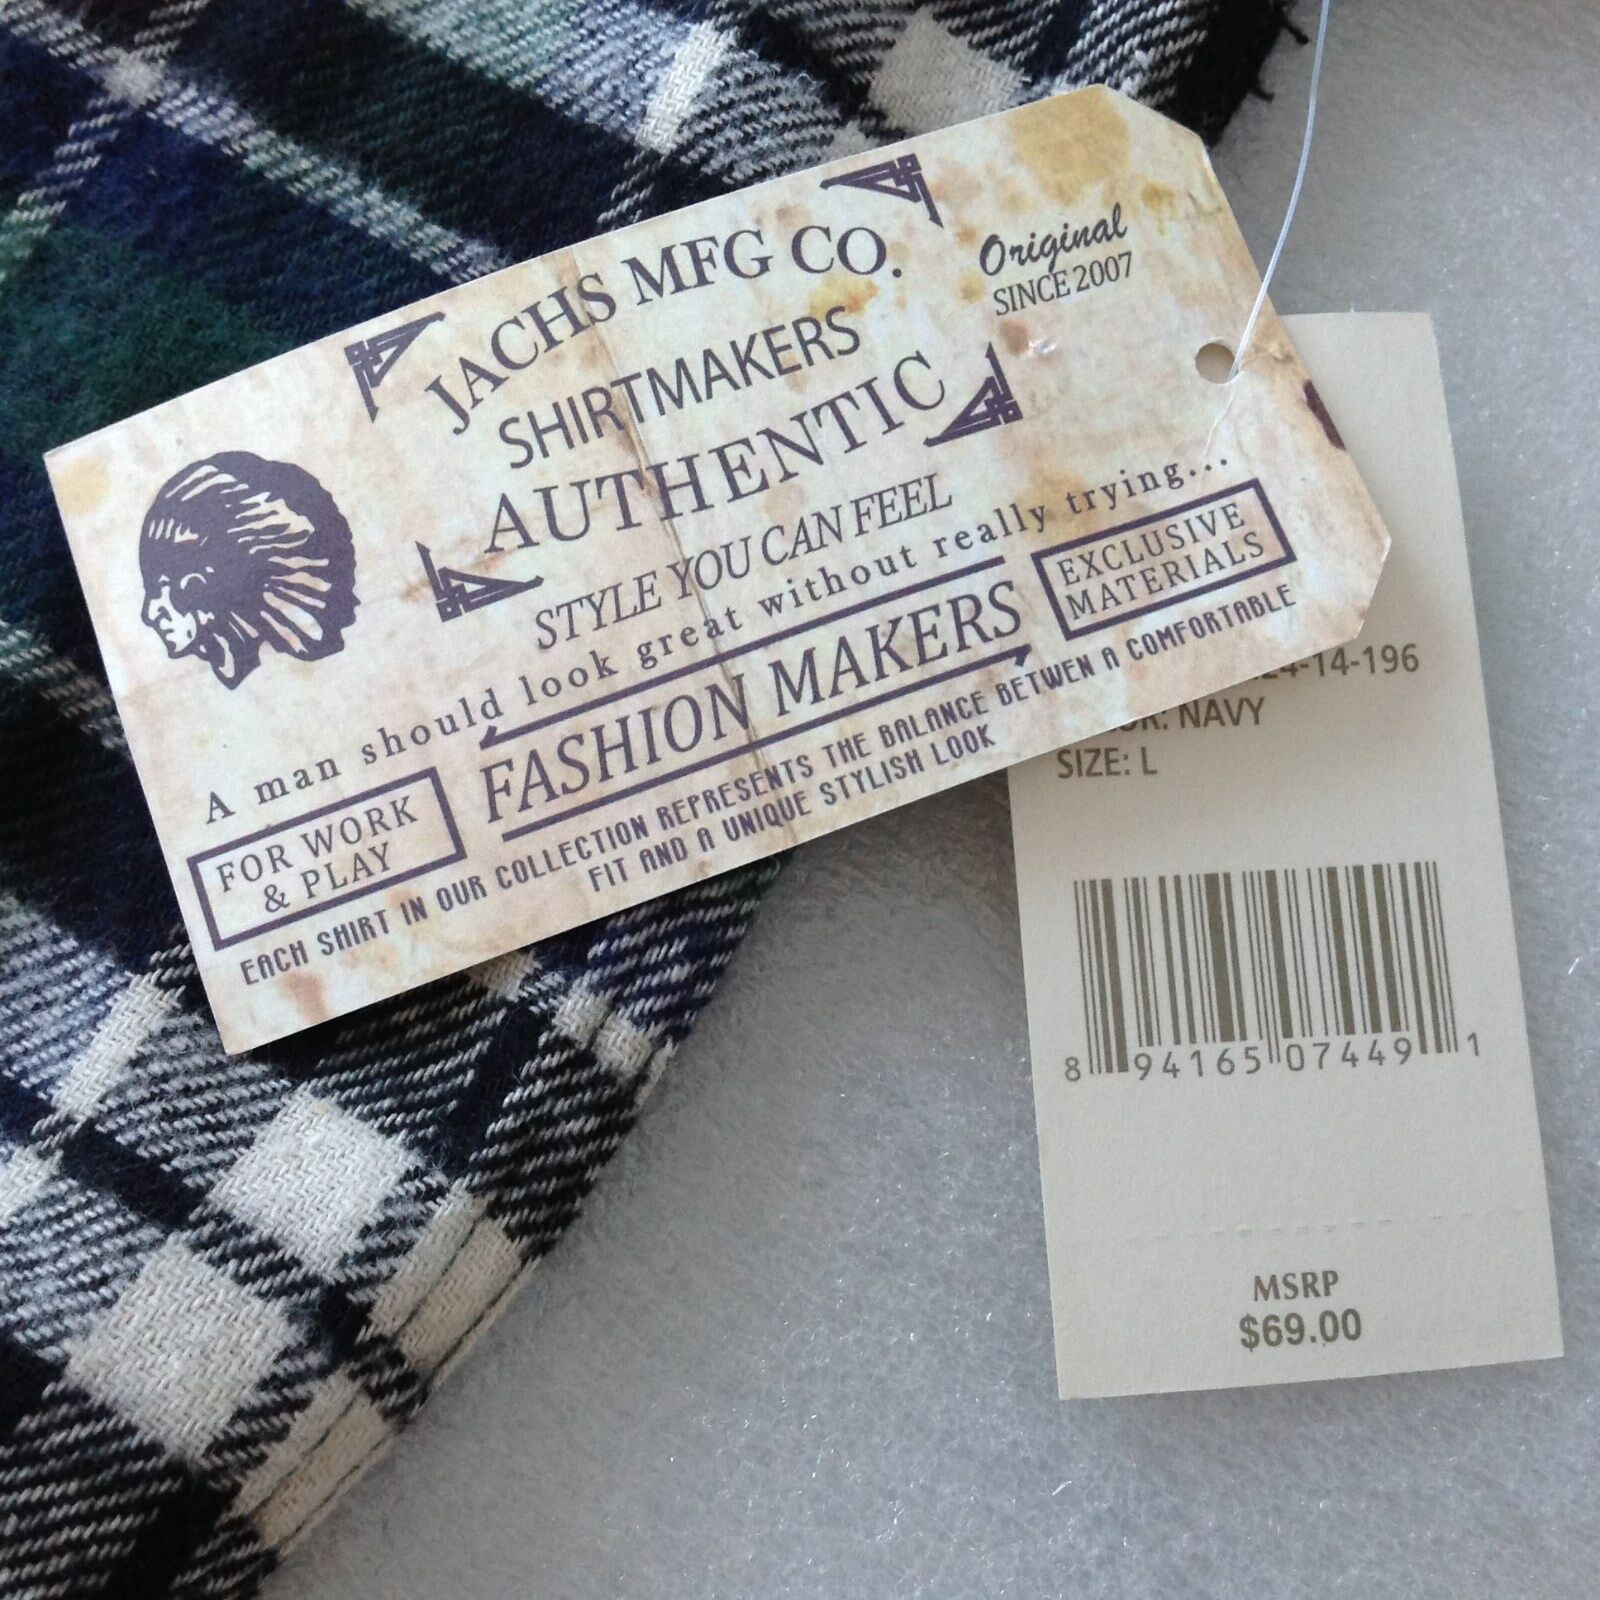 JACHS MFG CO.
SHIRTMAKERS
AUTHENTIC
Original
SINCE 2007
STYLE YOU CAN FEEL
A man should look great without really trying...
EXCLUSIVE
MATERIALS
FASHION MAKERS
FOR WORK
& PLAY
EACH SHIRT IN OUR COLLECTION REPRESENTS THE BALANCE BETWEN A COMFORTABLE
FIT AND A UNIQUE STYLISH LOOK
24-14-196
NAVY
SIZE: L
8 94165 07449 1
MSRP
$69.00